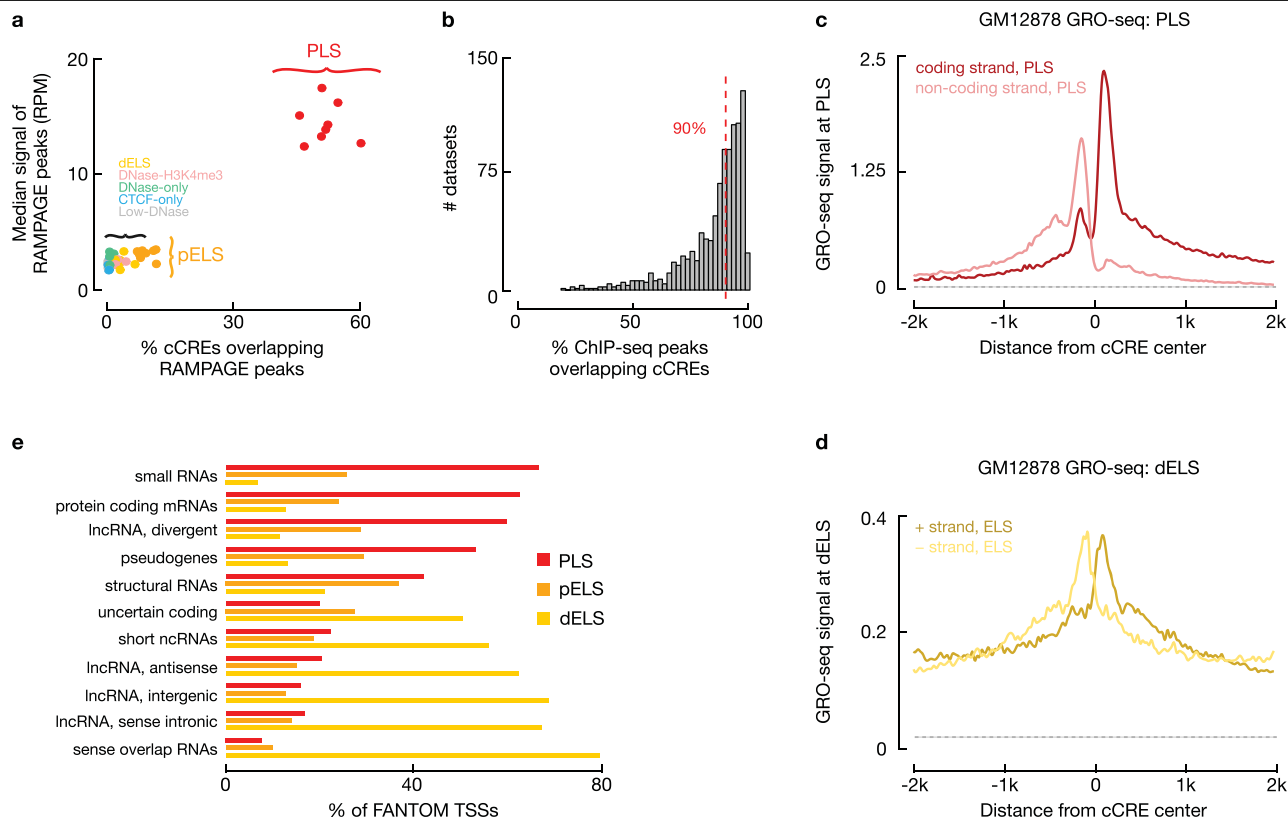 a
Median signal of
RAMPAGE peaks (RPM)
20
10
0
PLS
dELS
DNase-H3K4me3
DNase-only
CTCF-only
Low-DNase
pELS
0
30
60
% cCREs overlapping
RAMPAGE peaks
b
# datasets
150
75
0
90%
0
50
100
% ChIP-seq peaks
overlapping cCREs
c
GM12878 GRO-seq: PLS
GRO-seq signal at PLS
2.5
1.25
0
coding strand, PLS
non-coding strand, PLS
-2k
-1k
0
1k
2k
Distance from cCRE center
e
small RNAs
protein coding mRNAs
lncRNA, divergent
pseudogenes
structural RNAs
uncertain coding
short ncRNAs
lncRNA, antisense
lncRNA, intergenic
lncRNA, sense intronic
sense overlap RNAs
PLS
pELS
dELS
0
40
80
% of FANTOM TSSs
d
GM12878 GRO-seq: dELS
GRO-seq signal at dELS
0.4
0.2
0
+ strand, ELS
− strand, ELS
-2k
-1k
0
1k
2k
Distance from cCRE center